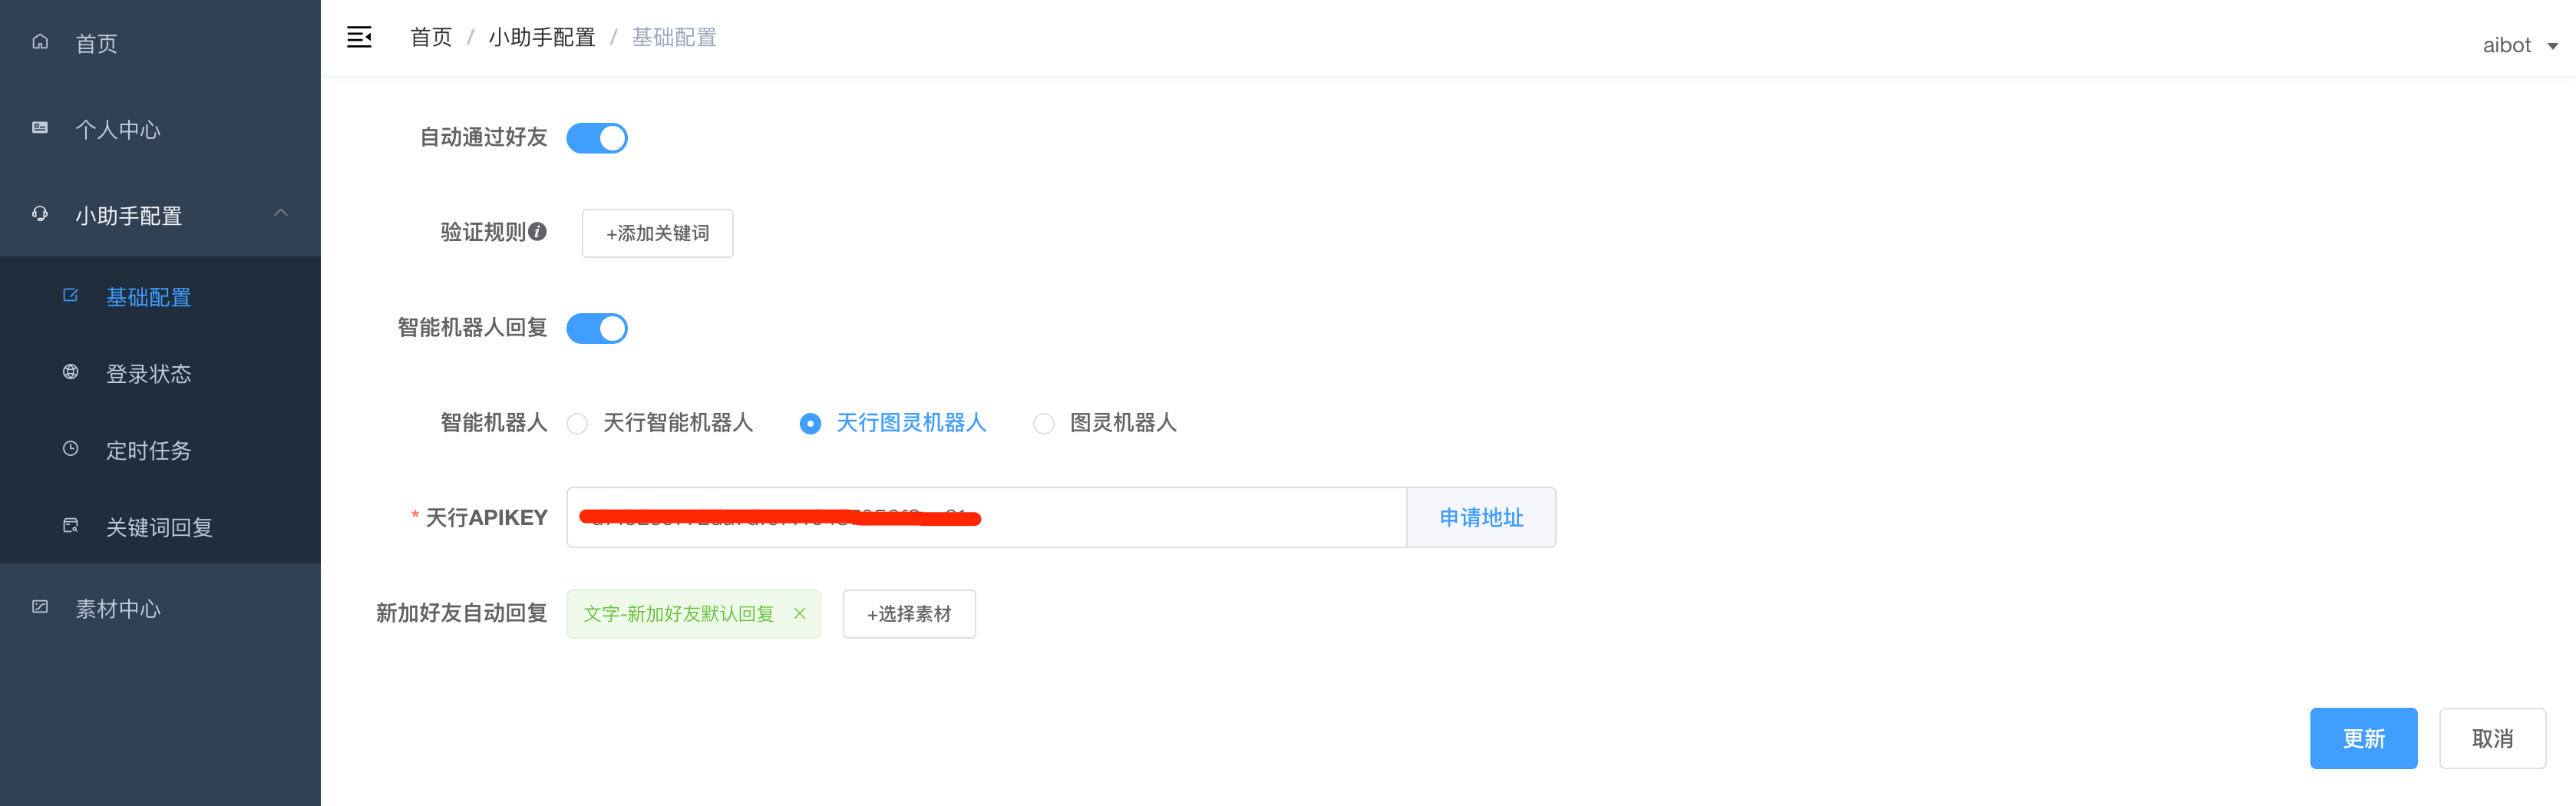 首页
个人中心
小助手配置
基础配置
登录状态
定时任务
关键词回复
素材中心
首页 / 小助手配置 / 基础配置
aibot
自动通过好友
验证规则 +添加关键词
智能机器人回复
智能机器人 天行智能机器人 天行图灵机器人 图灵机器人
* 天行APIKEY 申请地址
新加好友自动回复 文字-新加好友默认回复 +选择素材
更新 取消